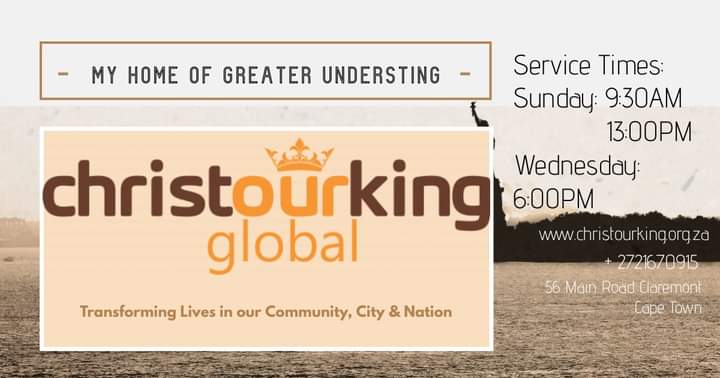 - MY HOME OF GREATER UNDERSTING -
christourking
global
Transforming Lives in our Community, City & Nation
Service Times:
Sunday: 9:30AM
13:00PM
Wednesday:
6:00PM
www.christourking.org.za
+ 2721670915
56 Main Road Claremont
Cape Town